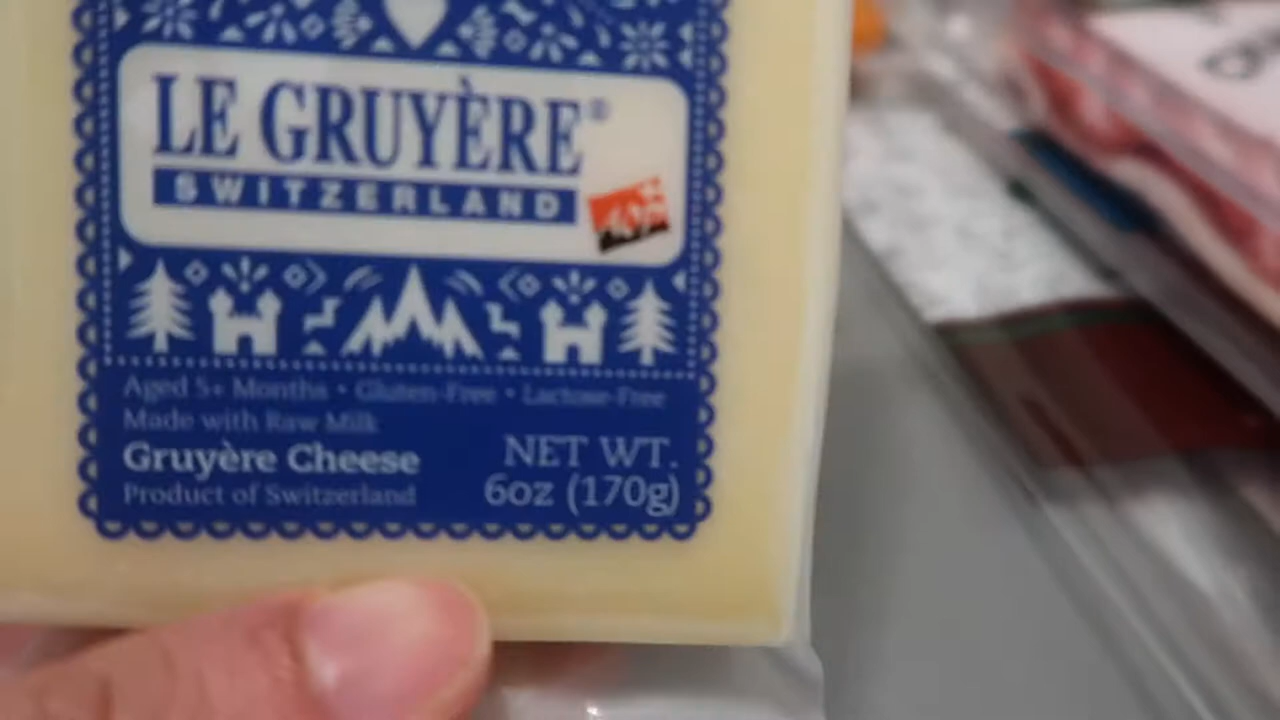 LE GRUYÈRE®
SWITZERLAND
Aged 5+ Months • Gluten-Free • Lactose-Free
Made with Raw Milk
Gruyère Cheese
Product of Switzerland
NET WT.
6oz (170g)